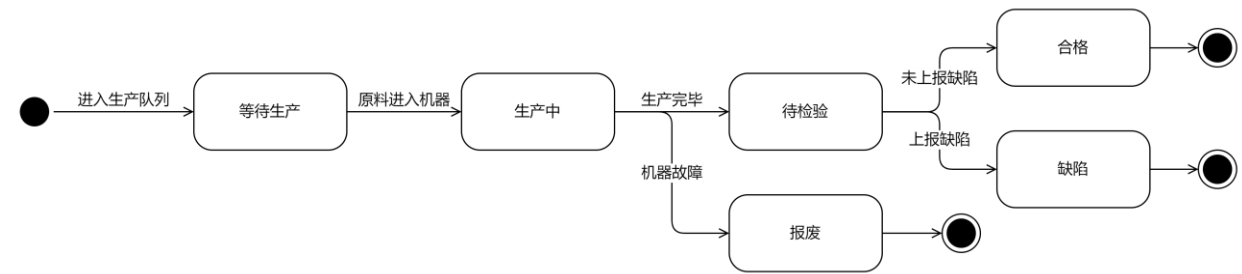 进入生产队列
等待生产
原料进入机器
生产中
生产完毕
机器故障
待检验
报废
未上报缺陷
上报缺陷
合格
缺陷